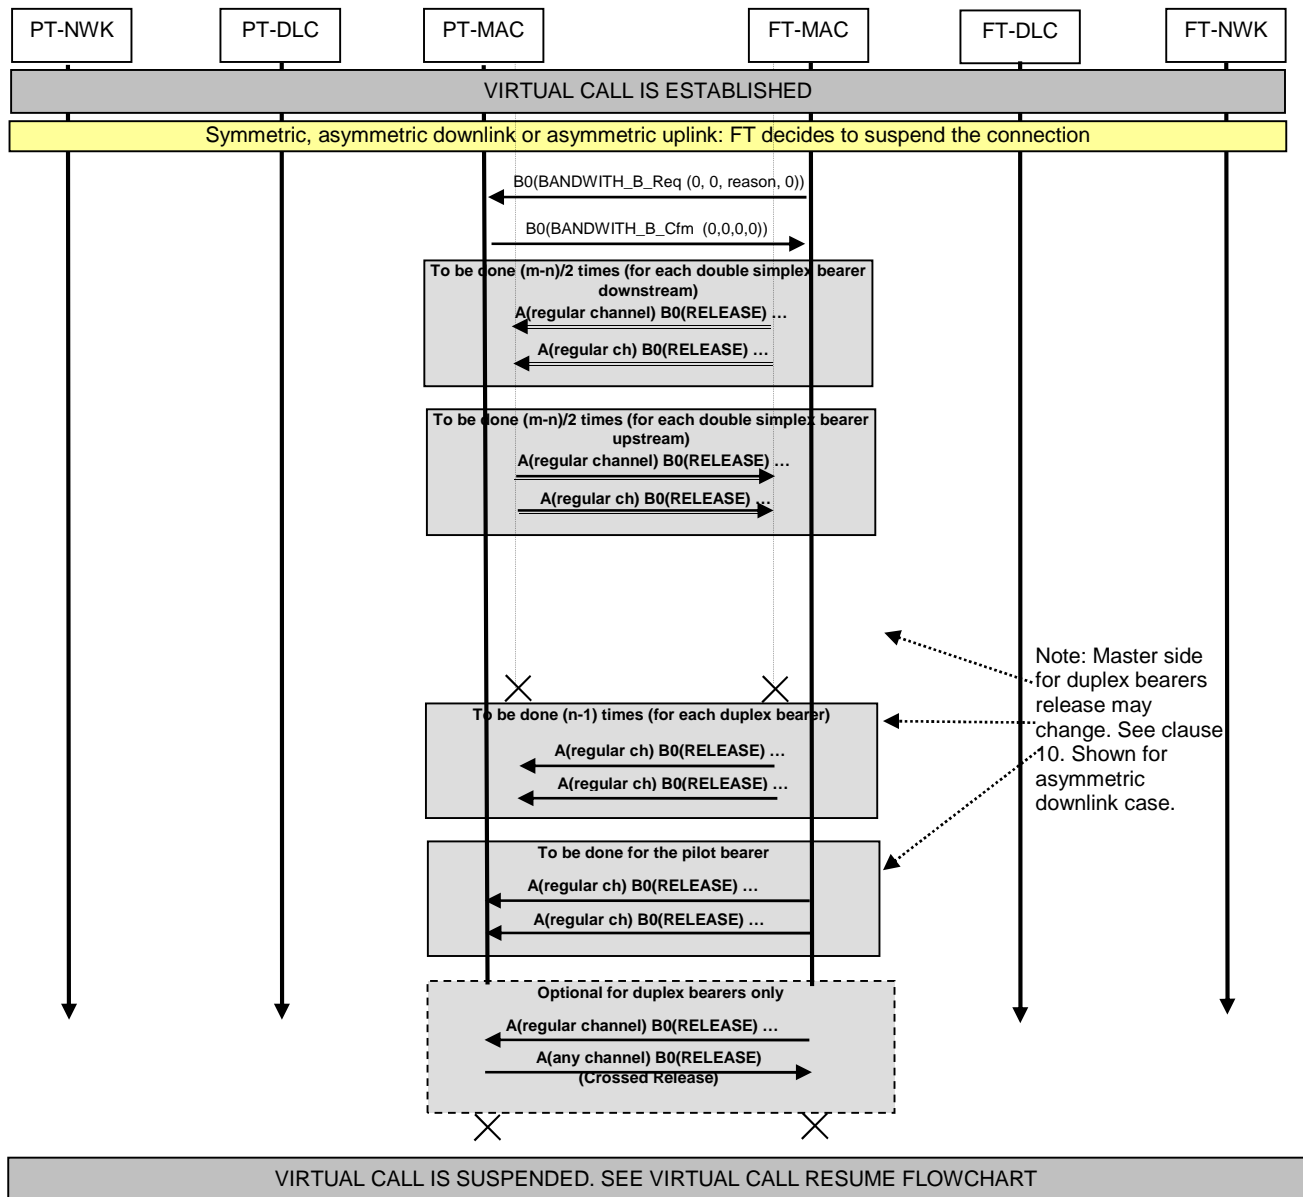 PT-NWK PT-DLC PT-MAC FT-MAC FT-DLC FT-NWK
VIRTUAL CALL IS ESTABLISHED
Symmetric, asymmetric downlink or asymmetric uplink: FT decides to suspend the connection
B0(BANDWITH_B_Req (0, 0, reason, 0))
B0(BANDWITH_B_Cfm (0,0,0,0))
To be done (m-n)/2 times (for each double simplex bearer
downstream)
A(regular channel) B0(RELEASE) …
A(regular ch) B0(RELEASE) …
To be done (m-n)/2 times (for each double simplex bearer
upstream)
A(regular channel) B0(RELEASE) …
A(regular ch) B0(RELEASE) …
Note: Master side
for duplex bearers
release may
change. See clause
10. Shown for
asymmetric
downlink case.
To be done (n-1) times (for each duplex bearer)
A(regular ch) B0(RELEASE) …
A(regular ch) B0(RELEASE) …
To be done for the pilot bearer
A(regular ch) B0(RELEASE) …
A(regular ch) B0(RELEASE) …
Optional for duplex bearers only
A(regular channel) B0(RELEASE) …
A(any channel) B0(RELEASE)
(Crossed Release)
VIRTUAL CALL IS SUSPENDED. SEE VIRTUAL CALL RESUME FLOWCHART